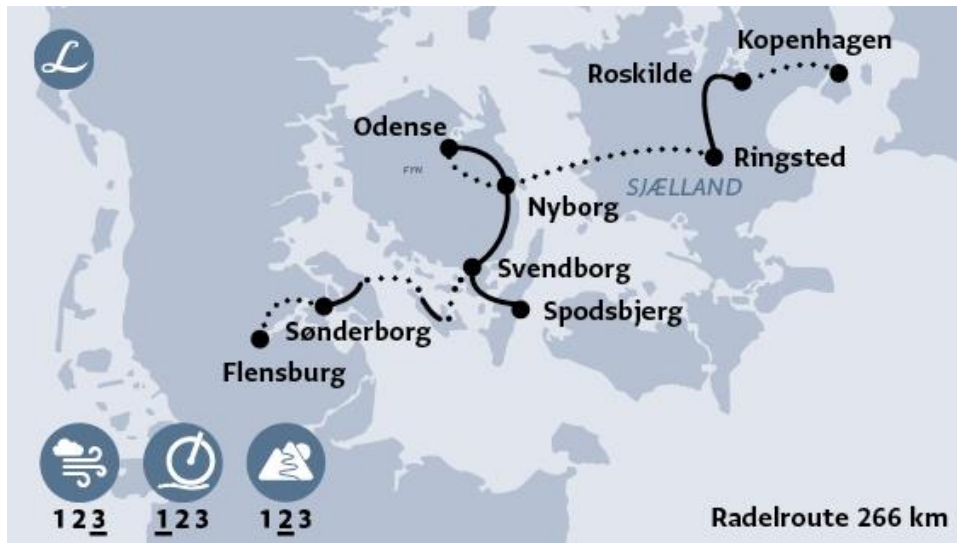 L
Kopenhagen
Roskilde
Odense
FYN
Ringsted
SJÆLLAND
Nyborg
Svendborg
Spodsbjerg
Sønderborg
Flensburg
1 2 3
1 2 3
1 2 3
Radelroute 266 km